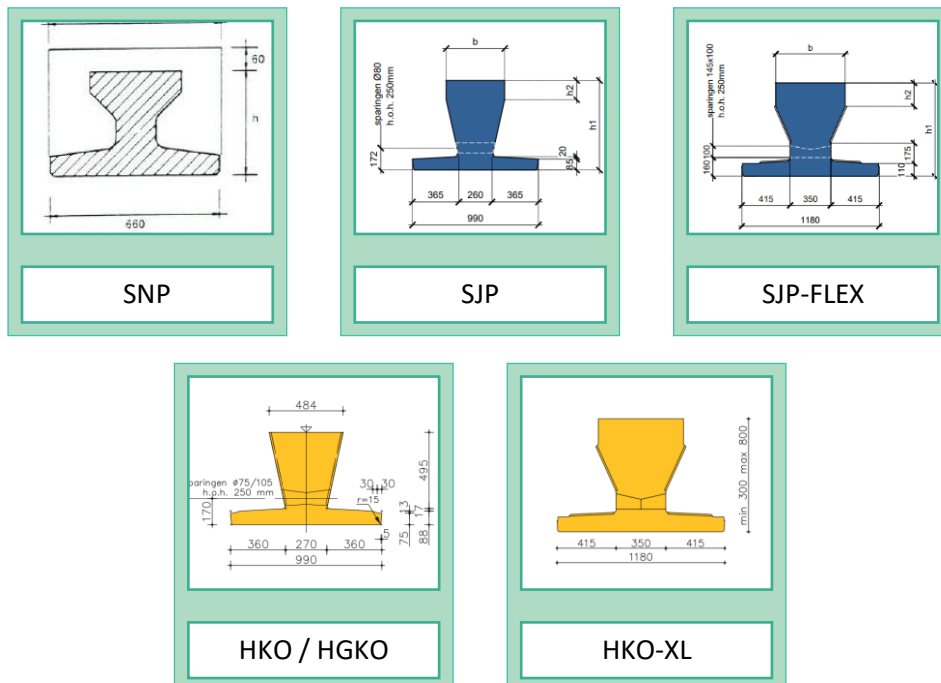 60
h
660
SNP
b
sparingen Ø80
h.o.h. 250mm
h2
h1
172
20
85
365 260 365
990
SJP
b
sparingen 145x100
h.o.h. 250mm
h2
h1
160 100
175
110
415 350 415
1180
SJP-FLEX
484
paringen ø75/105
h.o.h. 250 mm
30 30
r=15
495
170
13
17
75
88
5
360 270 360
990
HKO / HGKO
min 300 max 800
415 350 415
1180
HKO-XL